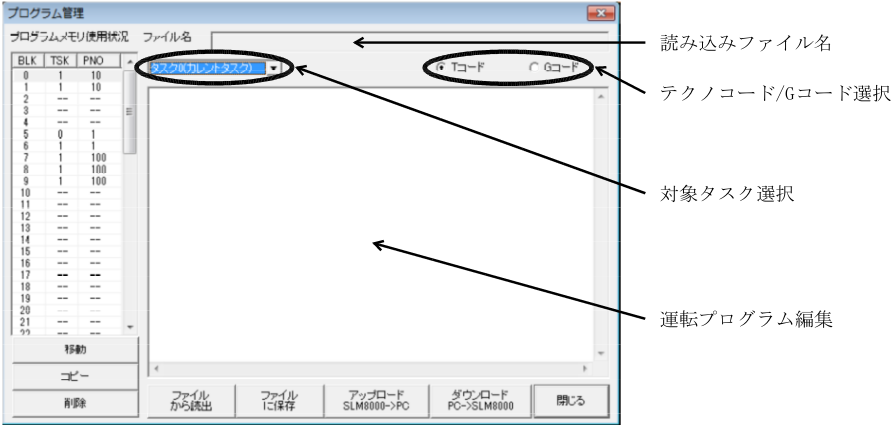 プログラム管理
プログラムメモリ使用状況 ファイル名
読み込みファイル名
BLK TSK PNO
タスク0(カレントタスク)
Tコード Gコード
テクノコード/Gコード選択
0 1 10
1 1 10
2 -- --
3 -- --
4 -- --
5 0 1
6 1 1
7 1 100
8 1 100
9 1 100
10 -- --
11 -- --
12 -- --
13 -- --
14 -- --
15 -- --
16 -- --
17 -- --
18 -- --
19 -- --
20 -- --
21 -- --
22 -- --
対象タスク選択
運転プログラム編集
移動
コピー
削除
ファイル
から読出
ファイル
に保存
アップロード
SLM8000->PC
ダウンロード
PC->SLM8000
閉じる